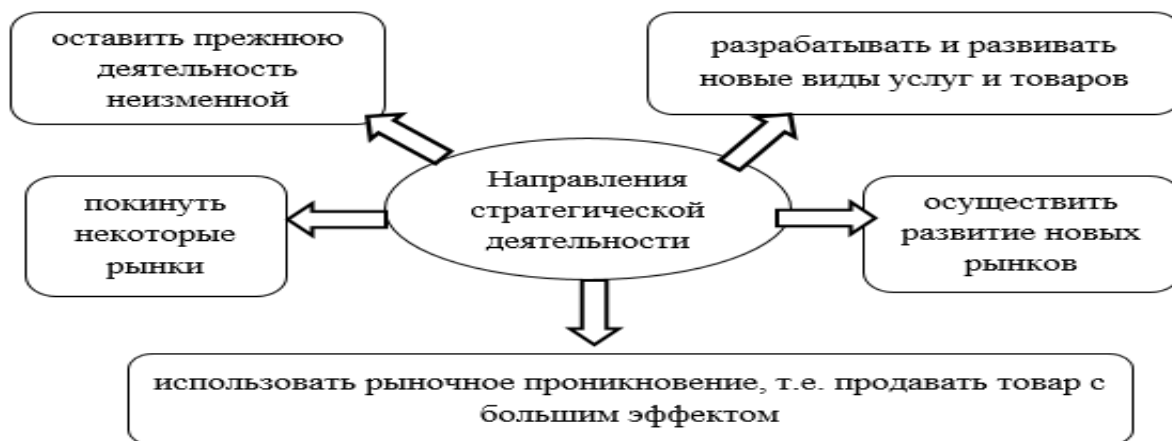 оставить прежнюю
деятельность
неизменной
разрабатывать и развивать
новые виды услуг и товаров
Направления
стратегической
деятельности
покинуть
некоторые
рынки
осуществить
развитие новых
рынков
использовать рыночное проникновение, т.е. продавать товар с
большим эффектом